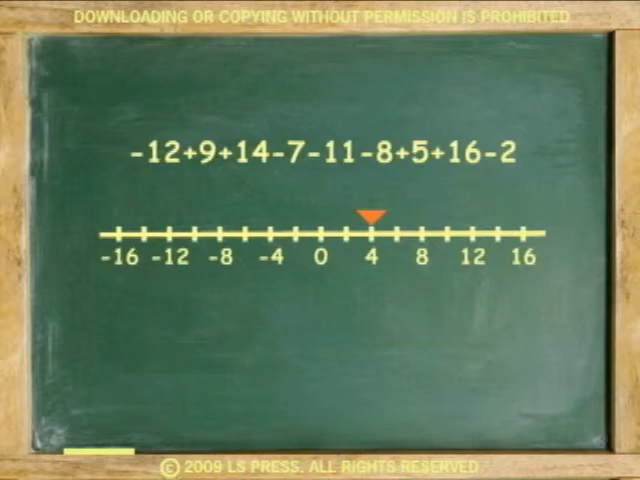 DOWNLOADING OR COPYING WITHOUT PERMISSION IS PROHIBITED
-12+9+14-7-11-8+5+16-2
-16 -12 -8 -4 0 4 8 12 16
© 2009 LS PRESS. ALL RIGHTS RESERVED.